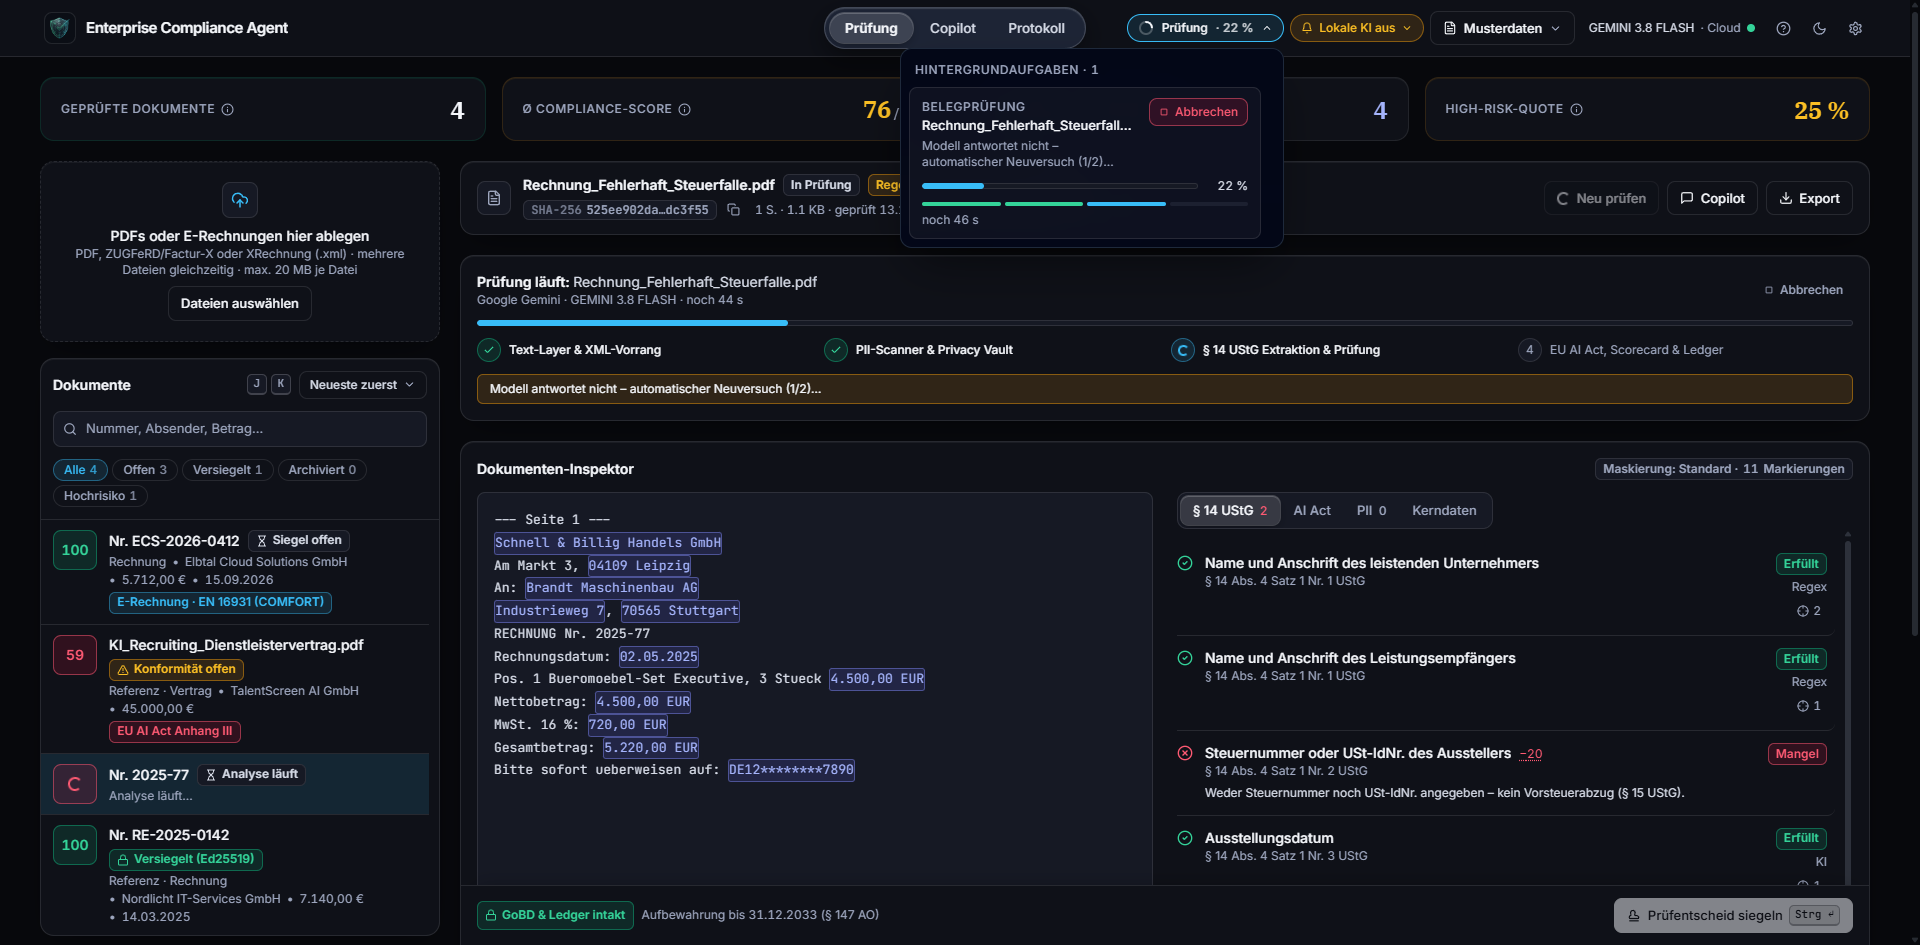 Enterprise Compliance Agent
Prüfung Copilot Protokoll
Prüfung · 22 %
Lokale KI aus
Musterdaten
GEMINI 3.8 FLASH · Cloud
GEPRÜFTE DOKUMENTE
4
Ø COMPLIANCE-SCORE
76/
4
HIGH-RISK-QUOTE
25 %
HINTERGRUNDAUFGABEN · 1
BELEGPRÜFUNG
Rechnung_Fehlerhaft_Steuerfall...
Abbrechen
Modell antwortet nicht –
automatischer Neuversuch (1/2)...
22 %
noch 46 s
PDFs oder E-Rechnungen hier ablegen
PDF, ZUGFeRD/Factur-X oder XRechnung (.xml) · mehrere
Dateien gleichzeitig · max. 20 MB je Datei
Dateien auswählen
Dokumente
J K
Neueste zuerst
Nummer, Absender, Betrag...
Alle 4 Offen 3 Versiegelt 1 Archiviert 0
Hochrisiko 1
100
Nr. ECS-2026-0412 Siegel offen
Rechnung • Elbtal Cloud Solutions GmbH
• 5.712,00 € • 15.09.2026
E-Rechnung · EN 16931 (COMFORT)
59
KI_Recruiting_Dienstleistervertrag.pdf
Konformität offen
Referenz · Vertrag • TalentScreen AI GmbH
• 45.000,00 €
EU AI Act Anhang III
Nr. 2025-77 Analyse läuft
Analyse läuft...
100
Nr. RE-2025-0142
Versiegelt (Ed25519)
Referenz · Rechnung
• Nordlicht IT-Services GmbH • 7.140,00 €
• 14.03.2025
Rechnung_Fehlerhaft_Steuerfalle.pdf In Prüfung
SHA-256 525ee902da…dc3f55 1 S. · 1.1 KB · geprüft 13.
Neu prüfen
Copilot
Export
Prüfung läuft: Rechnung_Fehlerhaft_Steuerfalle.pdf
Google Gemini · GEMINI 3.8 FLASH · noch 44 s
Abbrechen
Text-Layer & XML-Vorrang
PII-Scanner & Privacy Vault
§ 14 UStG Extraktion & Prüfung
4 EU AI Act, Scorecard & Ledger
Modell antwortet nicht – automatischer Neuversuch (1/2)...
Dokumenten-Inspektor
Maskierung: Standard · 11 Markierungen
--- Seite 1 ---
Schnell & Billig Handels GmbH
Am Markt 3, 04109 Leipzig
An: Brandt Maschinenbau AG
Industrieweg 7, 70565 Stuttgart
RECHNUNG Nr. 2025-77
Rechnungsdatum: 02.05.2025
Pos. 1 Bueromoebel-Set Executive, 3 Stueck 4.500,00 EUR
Nettobetrag: 4.500,00 EUR
MwSt. 16 %: 720,00 EUR
Gesamtbetrag: 5.220,00 EUR
Bitte sofort ueberweisen auf: DE12********7890
§ 14 UStG 2 AI Act PII 0 Kerndaten
Name und Anschrift des leistenden Unternehmers
§ 14 Abs. 4 Satz 1 Nr. 1 UStG
Erfüllt
Regex
2
Name und Anschrift des Leistungsempfängers
§ 14 Abs. 4 Satz 1 Nr. 1 UStG
Erfüllt
Regex
1
Steuernummer oder USt-IdNr. des Ausstellers −20
§ 14 Abs. 4 Satz 1 Nr. 2 UStG
Weder Steuernummer noch USt-IdNr. angegeben – kein Vorsteuerabzug (§ 15 UStG).
Mangel
Ausstellungsdatum
§ 14 Abs. 4 Satz 1 Nr. 3 UStG
Erfüllt
KI
GoBD & Ledger intakt
Aufbewahrung bis 31.12.2033 (§ 147 AO)
Prüfentscheid siegeln Strg ⏎